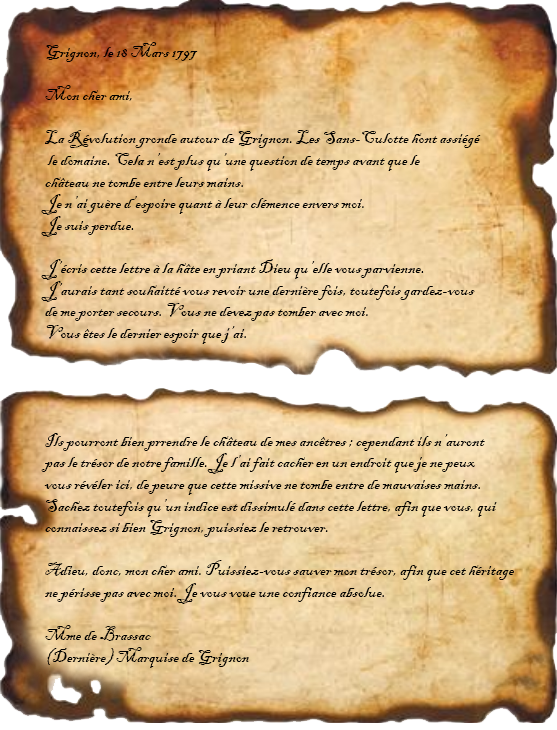 Grignon, le 18 Mars 1797
Mon cher ami,
La Révolution gronde autour de Grignon. Les Sans-Culotte hont assiégé
le domaine. Cela n'est plus qu'une question de temps avant que le
château ne tombe entre leurs mains.
Je n'ai guère d'espoire quant à leur clémence envers moi.
Je suis perdue.
J'écris cette lettre à la hâte en priant Dieu qu'elle vous parvienne.
J'aurais tant souhaitté vous revoir une dernière fois, toutefois gardez-vous
de me porter secours. Vous ne devez pas tomber avec moi.
Vous êtes le dernier espoir que j'ai.
Ils pourront bien prrendre le château de mes ancêtres ; cependant ils n'auront
pas le trésor de notre famille. Je l'ai fait cacher en un endroit que je ne peux
vous révéler ici, de peure que cette missive ne tombe entre de mauvaises mains.
Sachez toutefois qu'un indice est dissimulé dans cette lettre, afin que vous, qui
connaissez si bien Grignon, puissiez le retrouver.
Adieu, donc, mon cher ami. Puissiez-vous sauver mon trésor, afin que cet héritage
ne périsse pas avec moi. Je vous voue une confiance absolue.
Mme de Brassac
(Dernière) Marquise de Grignon